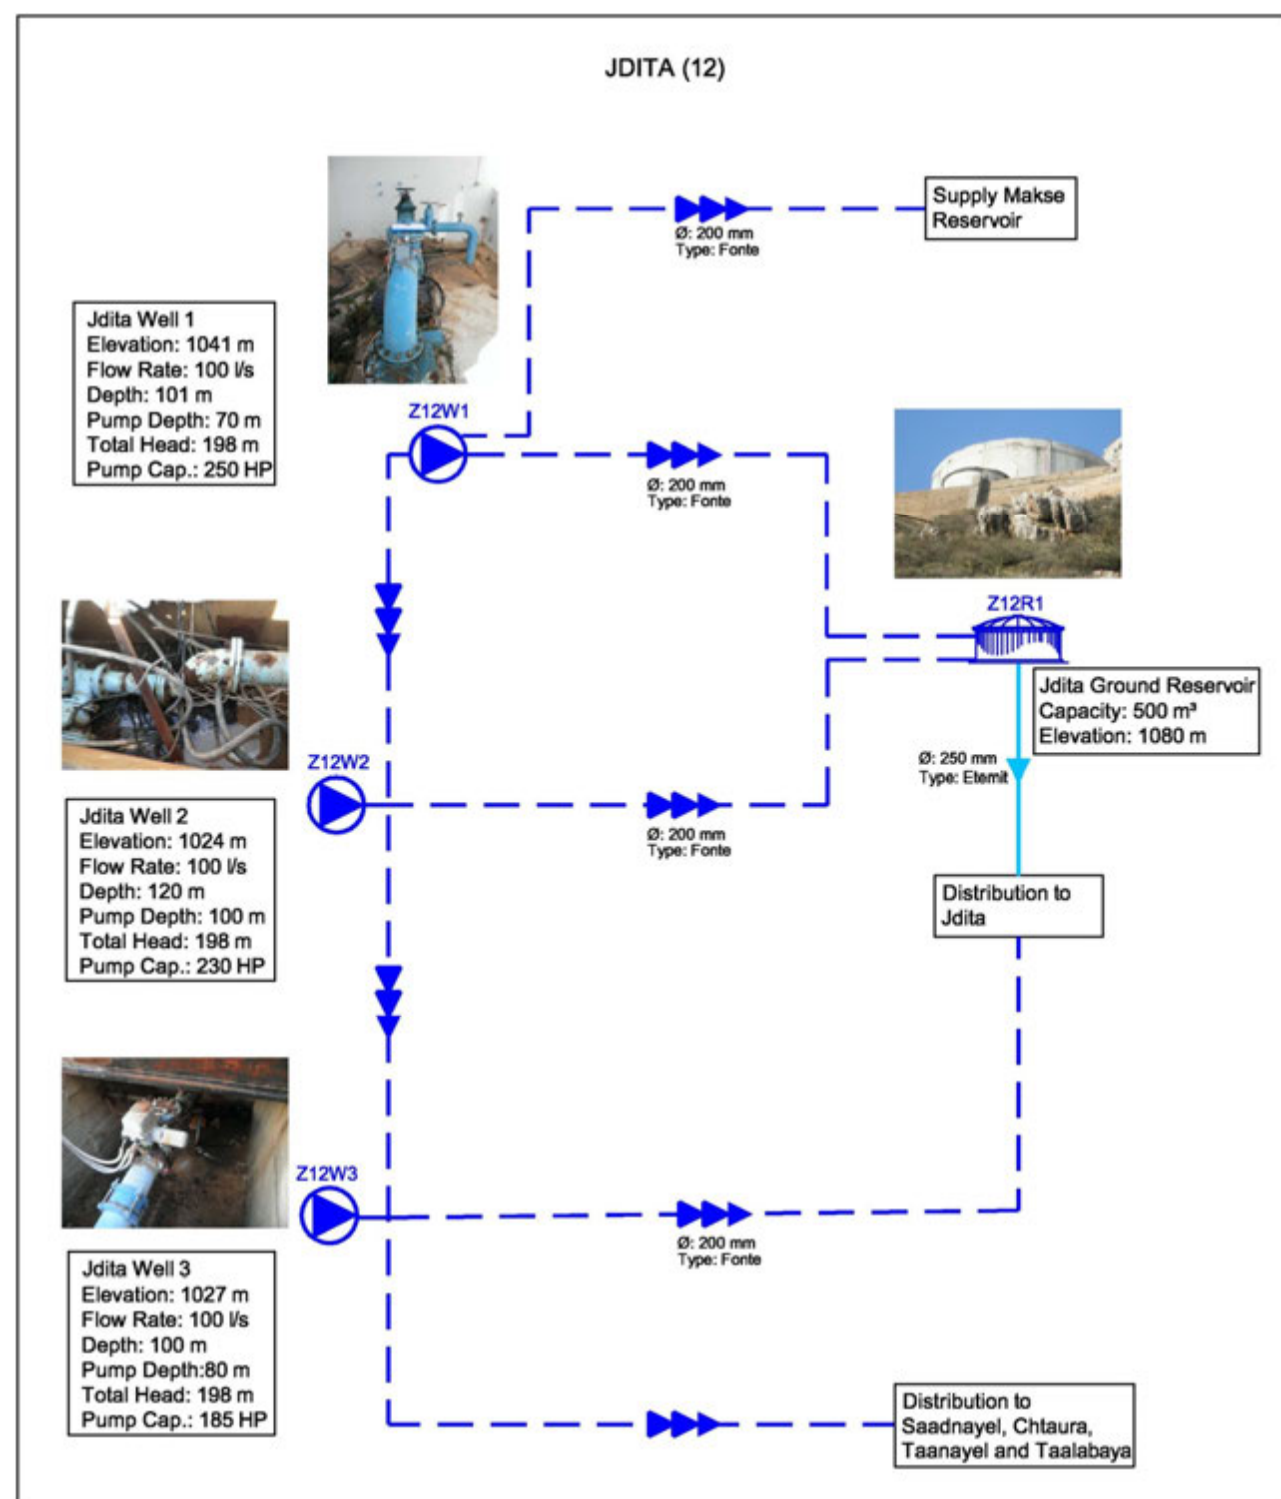 JDITA (12)
Supply Makse
Reservoir
Ø: 200 mm
Type: Fonte
Jdita Well 1
Elevation: 1041 m
Flow Rate: 100 l/s
Depth: 101 m
Pump Depth: 70 m
Total Head: 198 m
Pump Cap.: 250 HP
Z12W1
Ø: 200 mm
Type: Fonte
Z12R1
Jdita Ground Reservoir
Capacity: 500 m³
Elevation: 1080 m
Ø: 250 mm
Type: Etemit
Z12W2
Jdita Well 2
Elevation: 1024 m
Flow Rate: 100 l/s
Depth: 120 m
Pump Depth: 100 m
Total Head: 198 m
Pump Cap.: 230 HP
Ø: 200 mm
Type: Fonte
Distribution to
Jdita
Z12W3
Ø: 200 mm
Type: Fonte
Jdita Well 3
Elevation: 1027 m
Flow Rate: 100 l/s
Depth: 100 m
Pump Depth:80 m
Total Head: 198 m
Pump Cap.: 185 HP
Distribution to
Saadnayel, Chtaura,
Taanayel and Taalabaya